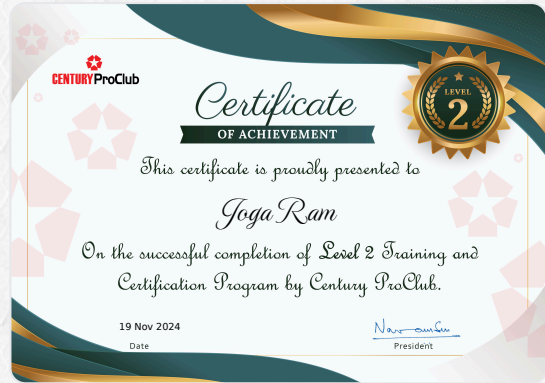 CENTURY ProClub
Certificate
OF ACHIEVEMENT
LEVEL
2
This certificate is proudly presented to
Joga Ram
On the successful completion of Level 2 Training and
Certification Program by Century ProClub.
19 Nov 2024
Date
President